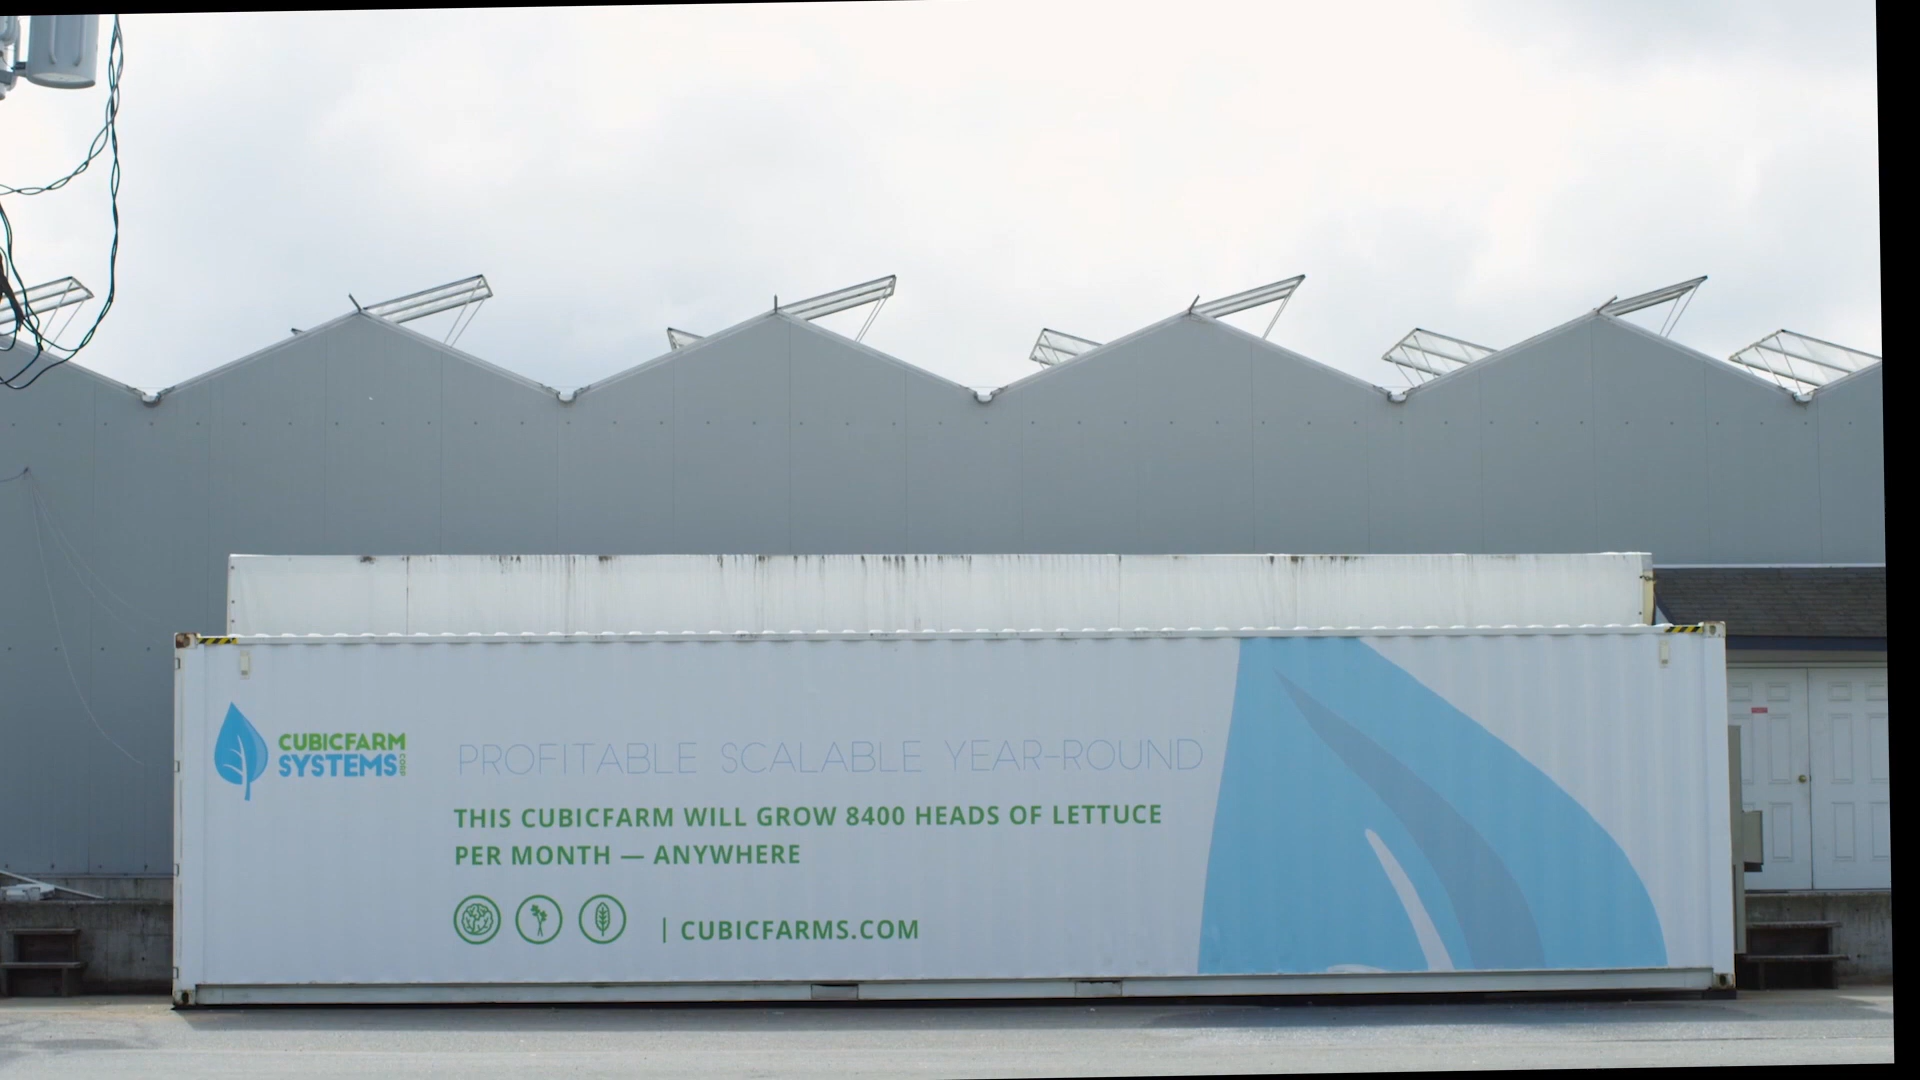 CUBICFARM
SYSTEMS CORP
PROFITABLE SCALABLE YEAR-ROUND
THIS CUBICFARM WILL GROW 8400 HEADS OF LETTUCE
PER MONTH — ANYWHERE
| CUBICFARMS.COM